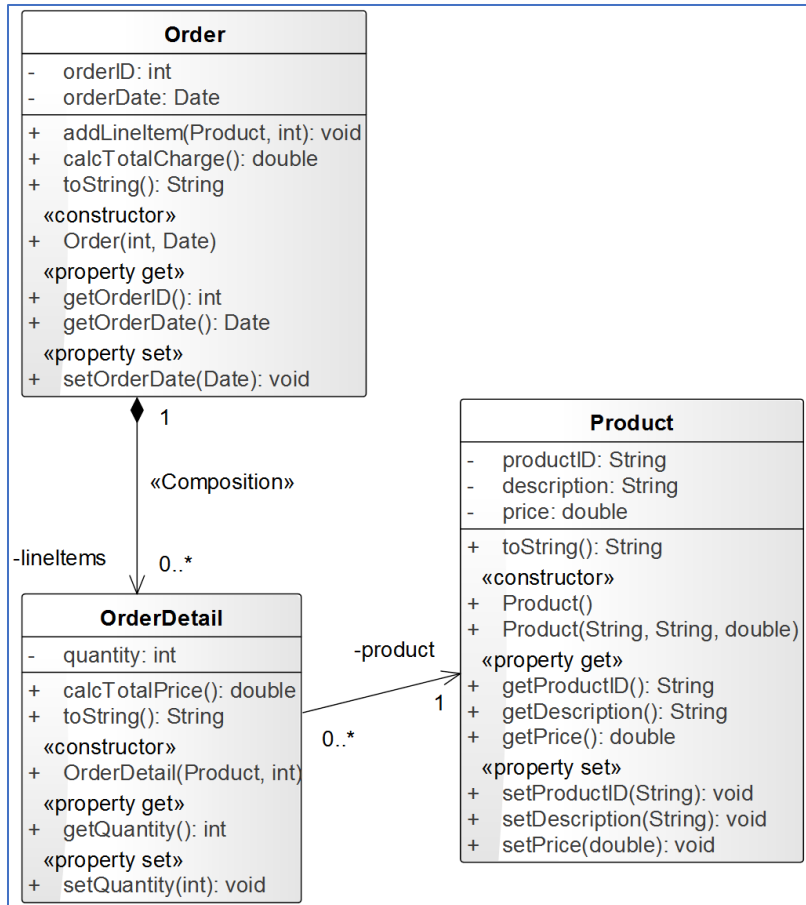 Order
- orderID: int
- orderDate: Date
+ addLineItem(Product, int): void
+ calcTotalCharge(): double
+ toString(): String
«constructor»
+ Order(int, Date)
«property get»
+ getOrderID(): int
+ getOrderDate(): Date
«property set»
+ setOrderDate(Date): void
1
«Composition»
-lineItems
0..*
OrderDetail
- quantity: int
+ calcTotalPrice(): double
+ toString(): String
«constructor»
+ OrderDetail(Product, int)
«property get»
+ getQuantity(): int
«property set»
+ setQuantity(int): void
-product
0..*
1
Product
- productID: String
- description: String
- price: double
+ toString(): String
«constructor»
+ Product()
+ Product(String, String, double)
«property get»
+ getProductID(): String
+ getDescription(): String
+ getPrice(): double
«property set»
+ setProductID(String): void
+ setDescription(String): void
+ setPrice(double): void